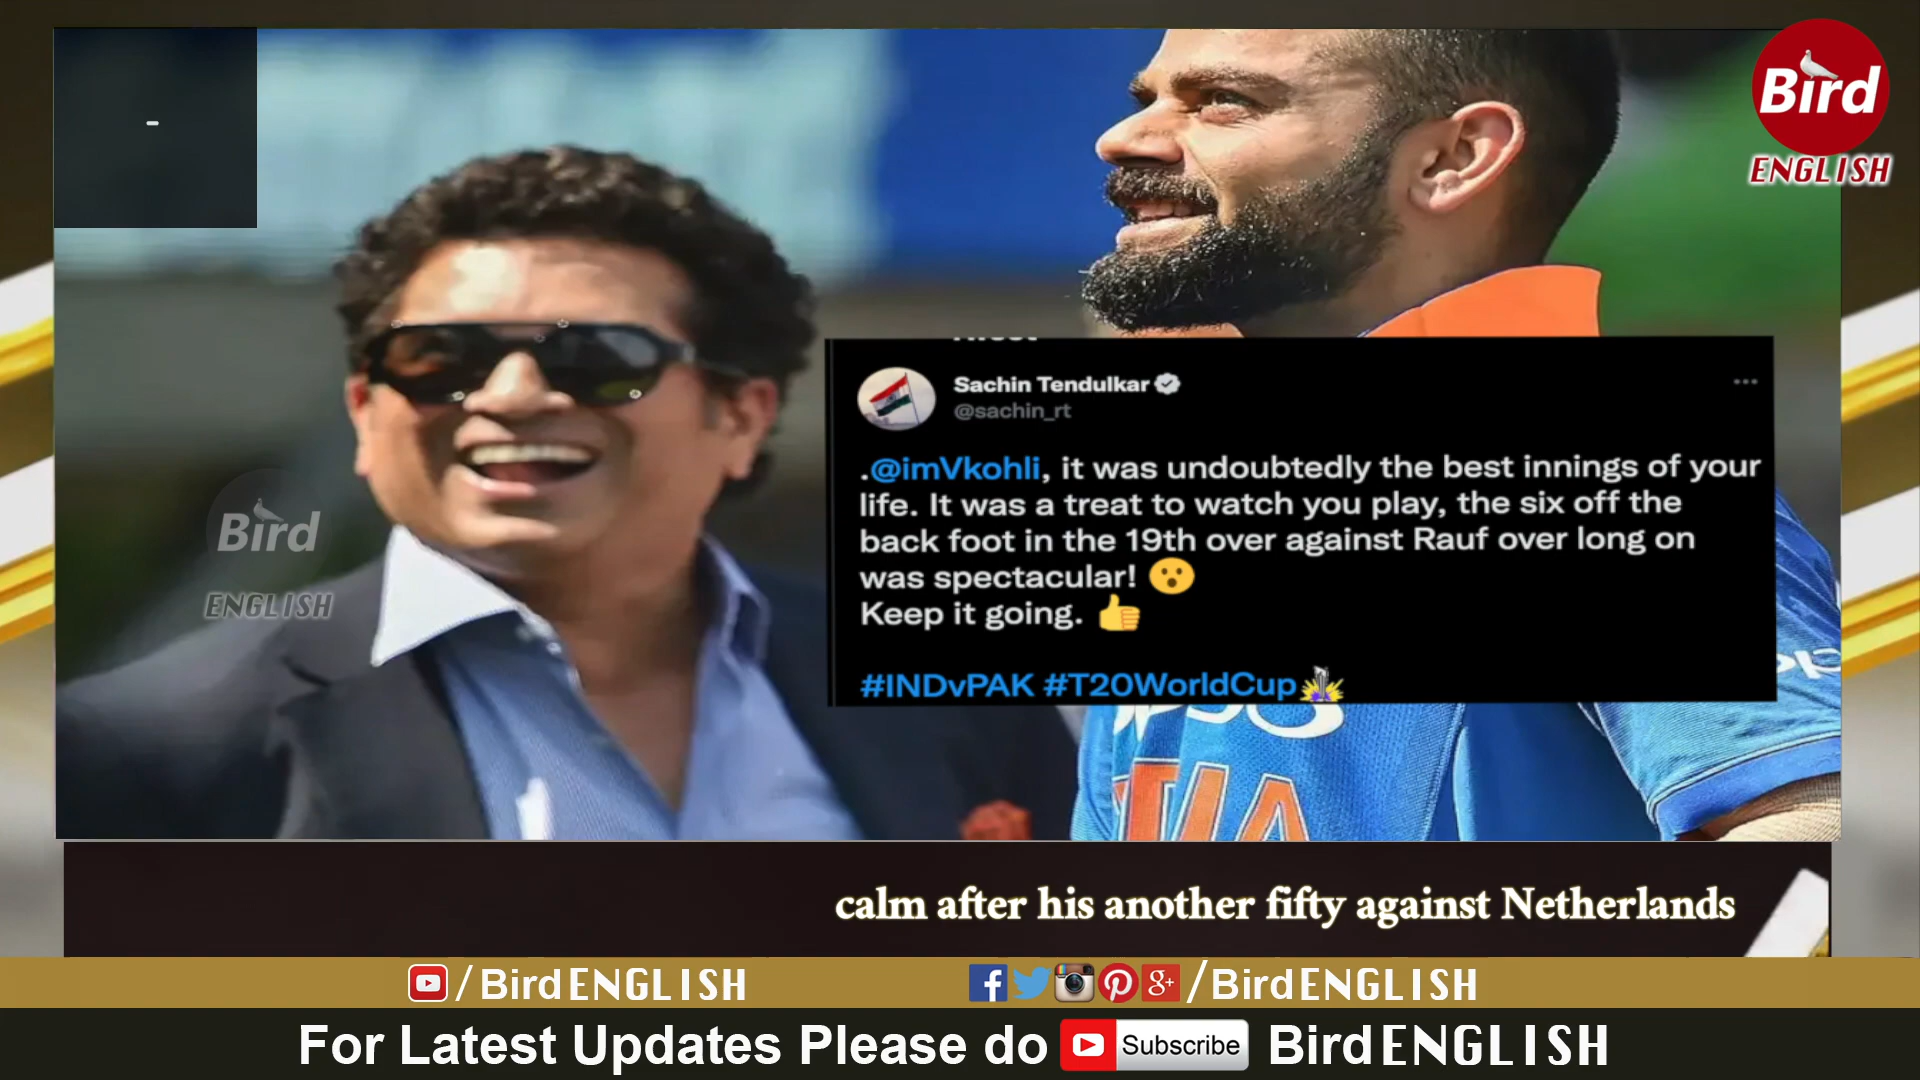 Bird
ENGLISH
Sachin Tendulkar
@sachin_rt
.@imVkohli, it was undoubtedly the best innings of your
life. It was a treat to watch you play, the six off the
back foot in the 19th over against Rauf over long on
was spectacular! 😮
Keep it going. 👍
#INDvPAK #T20WorldCup
Bird
ENGLISH
calm after his another fifty against Netherlands
/BirdENGLISH
/BirdENGLISH
For Latest Updates Please do Subscribe BirdENGLISH